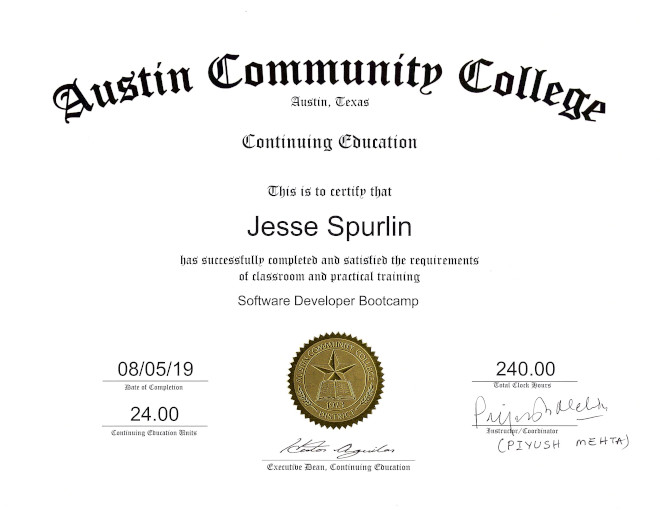 Austin Community College
Austin, Texas
Continuing Education
This is to certify that
Jesse Spurlin
has successfully completed and satisfied the requirements
of classroom and practical training
Software Developer Bootcamp
08/05/19
Date of Completion
24.00
Continuing Education Units
AUSTIN COMMUNITY COLLEGE
1973
DISTRICT
Hector Aguilar
Executive Dean, Continuing Education
240.00
Total Clock Hours
Piyush Mehta
Instructor/Coordinator
(PIYUSH MEHTA)